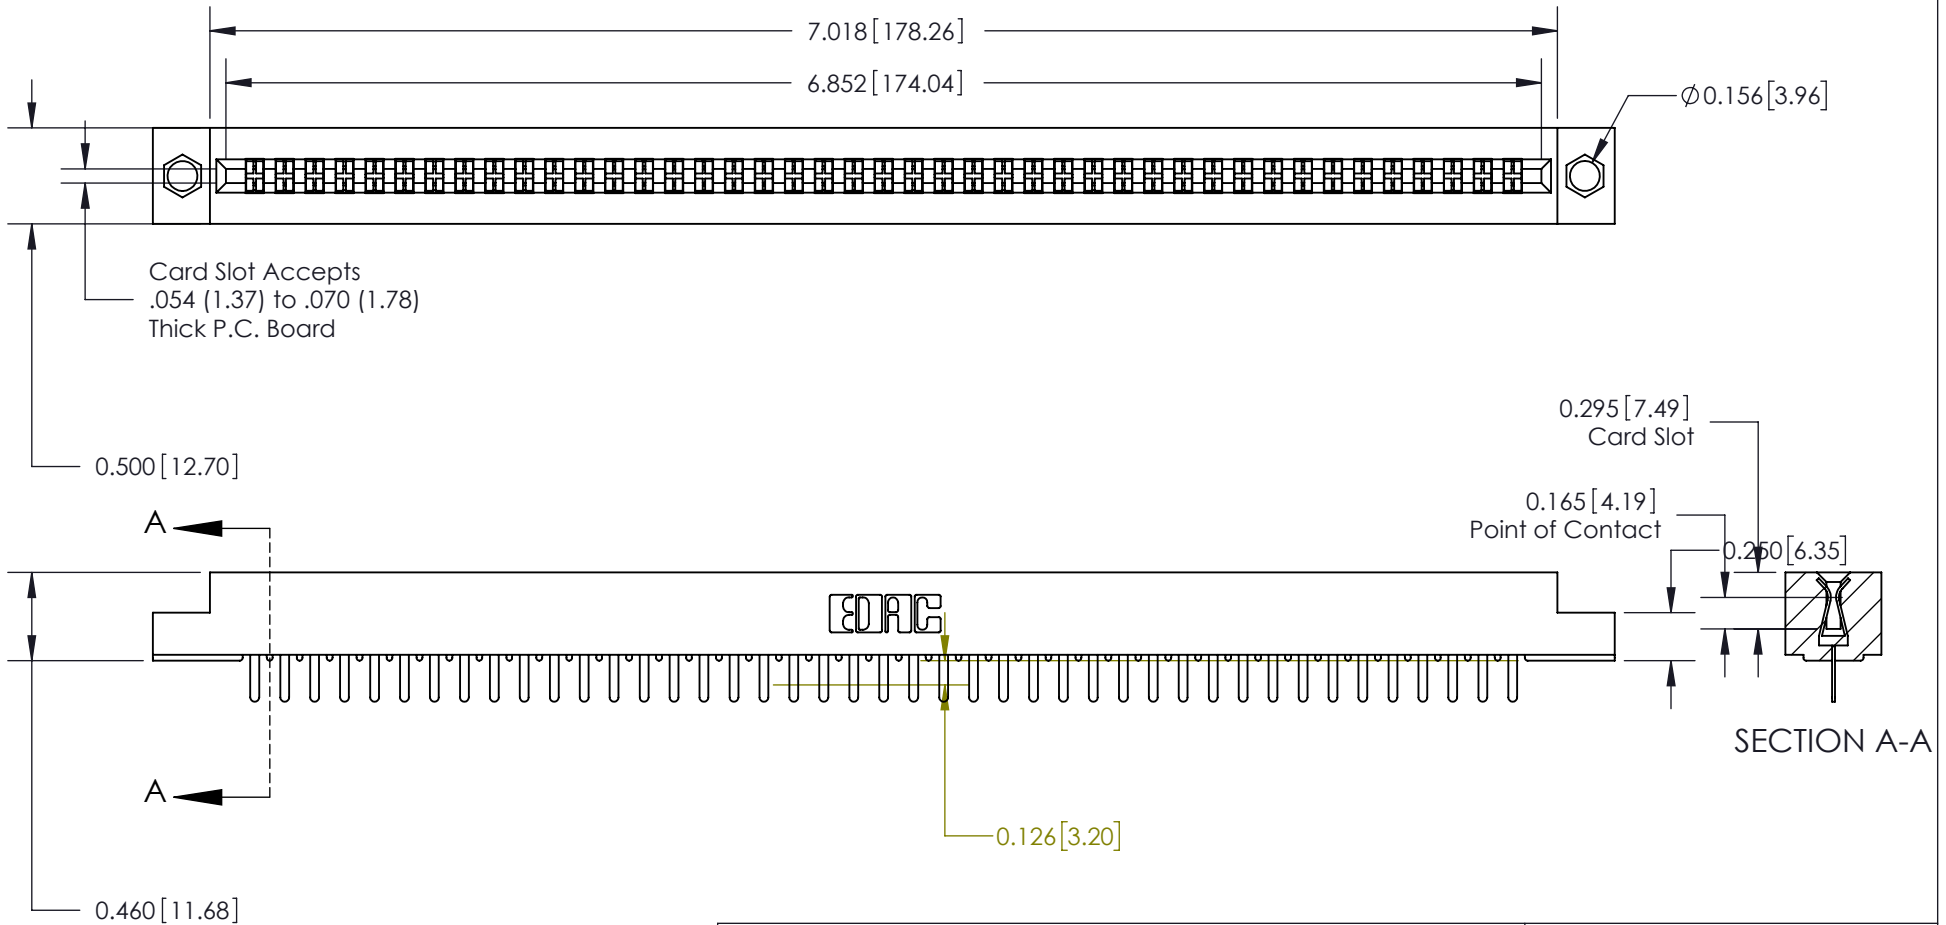 7.018[178.26]
6.852[174.04]
Ø0.156[3.96]
Card Slot Accepts
.054 (1.37) to .070 (1.78)
Thick P.C. Board
0.295[7.49]
Card Slot
0.500[12.70]
0.165[4.19]
Point of Contact
A
0.250[6.35]
EDAC
SECTION A-A
A
0.126[3.20]
0.460[11.68]